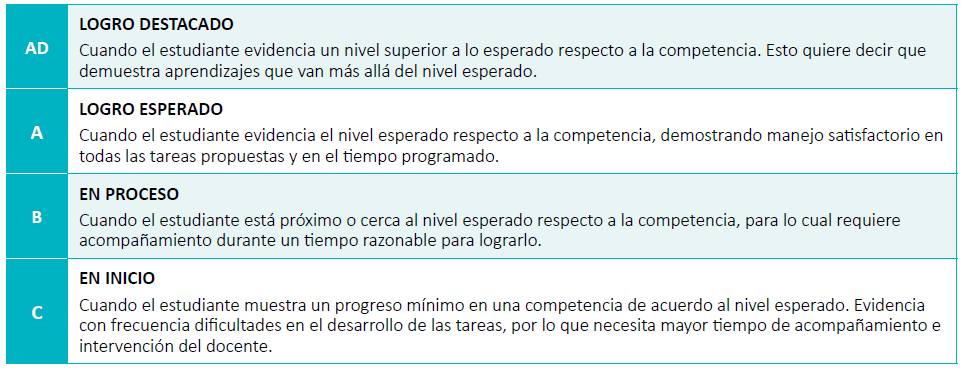 AD
LOGRO DESTACADO
Cuando el estudiante evidencia un nivel superior a lo esperado respecto a la competencia. Esto quiere decir que
demuestra aprendizajes que van más allá del nivel esperado.
A
LOGRO ESPERADO
Cuando el estudiante evidencia el nivel esperado respecto a la competencia, demostrando manejo satisfactorio en
todas las tareas propuestas y en el tiempo programado.
B
EN PROCESO
Cuando el estudiante está próximo o cerca al nivel esperado respecto a la competencia, para lo cual requiere
acompañamiento durante un tiempo razonable para lograrlo.
C
EN INICIO
Cuando el estudiante muestra un progreso mínimo en una competencia de acuerdo al nivel esperado. Evidencia
con frecuencia dificultades en el desarrollo de las tareas, por lo que necesita mayor tiempo de acompañamiento e
intervención del docente.